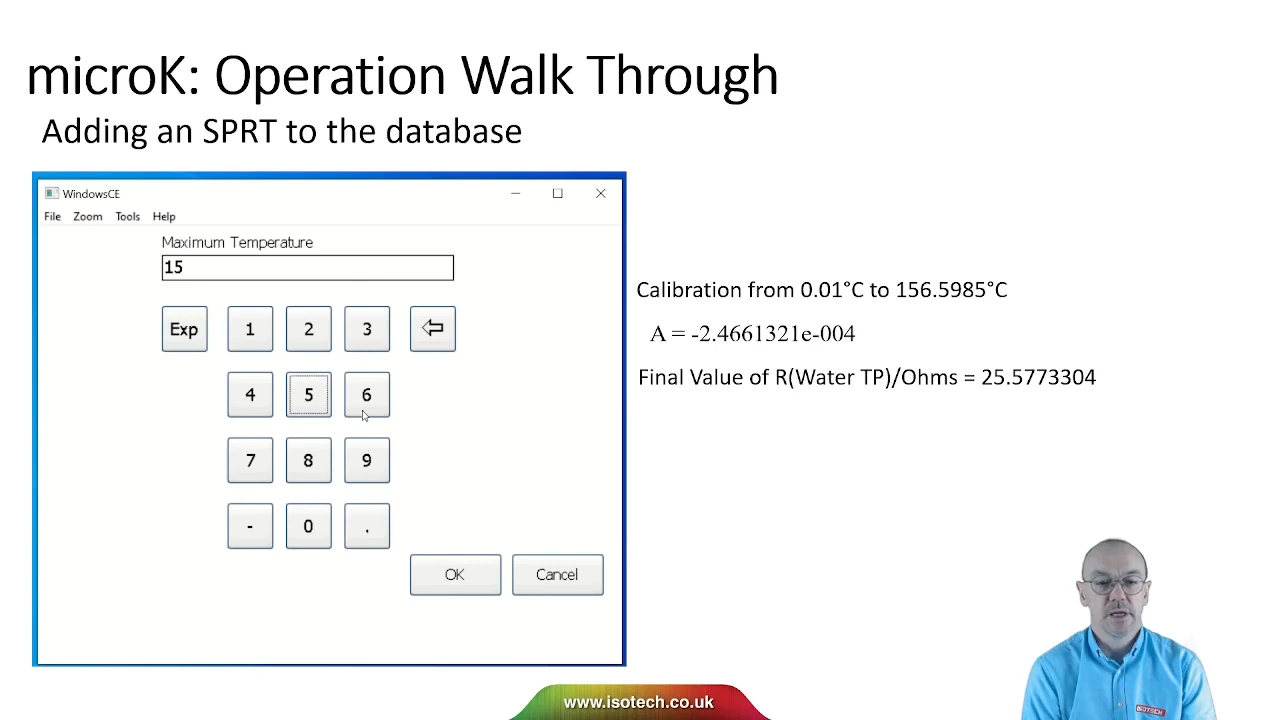 microK: Operation Walk Through
Adding an SPRT to the database
WindowsCE
File Zoom Tools Help
Maximum Temperature
15
Exp 1 2 3
4 5 6
7 8 9
- 0 .
OK Cancel
Calibration from 0.01°C to 156.5985°C
A = -2.4661321e-004
Final Value of R(Water TP)/Ohms = 25.5773304
www.isotech.co.uk
ISOTECH